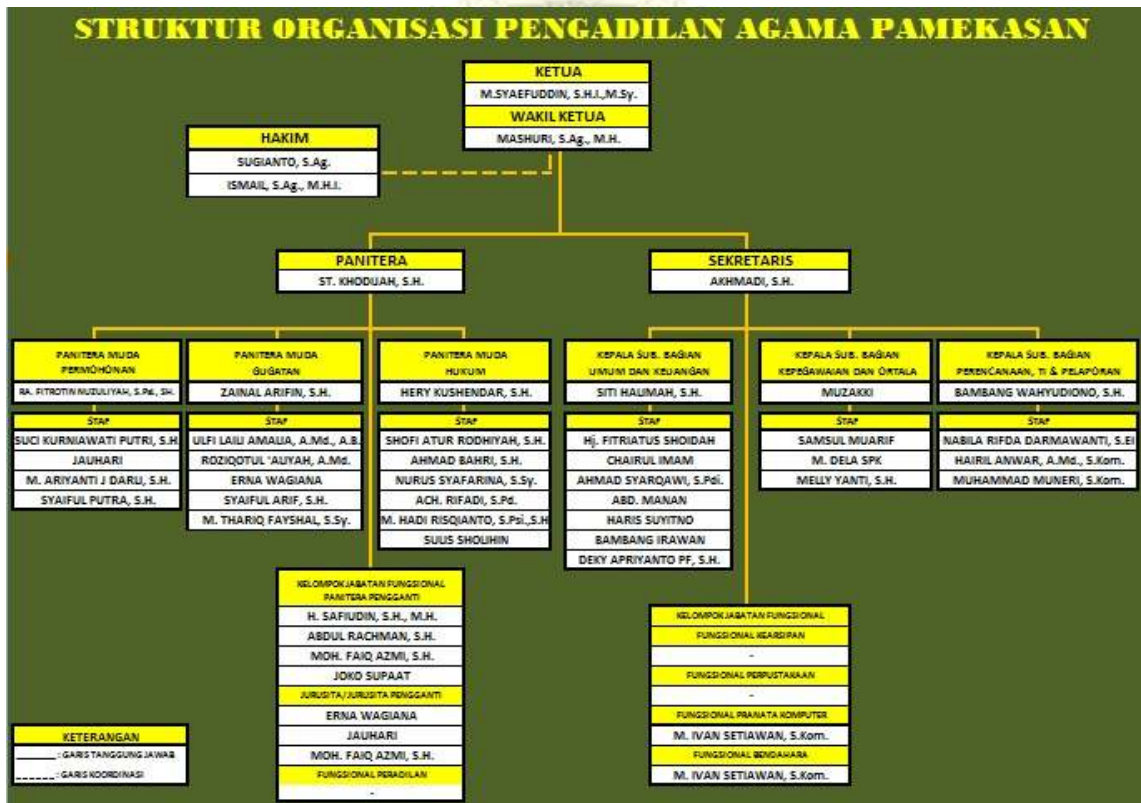 STRUKTUR ORGANISASI PENGADILAN AGAMA PAMEKASAN
KETUA
M.SYAEFUDDIN, S.H.I.,M.Sy.
WAKIL KETUA
MASHURI, S.Ag., M.H.
HAKIM
SUGIANTO, S.Ag.
ISMAIL, S.Ag., M.H.I.
PANITERA
ST. KHODIJAH, S.H.
SEKRETARIS
AKHMADI, S.H.
PANITERA MUDA
PERMOHONAN
RA. FITROTIN NUZULIYAH, S.Pd., SH.
STAF
SUCI KURNIAWATI PUTRI, S.H
JAUHARI
M. ARIYANTI J DARU, S.H.
SYAIFUL PUTRA, S.H.
PANITERA MUDA
GUGATAN
ZAINAL ARIFIN, S.H.
STAF
ULFI LAILI AMALIA, A.Md., A.B.
ROZIQOTUL 'ALIYAH, A.Md.
ERNA WAGIANA
SYAIFUL ARIF, S.H.
M. THARIQ FAYSHAL, S.Sy.
PANITERA MUDA
HUKUM
HERY KUSHENDAR, S.H.
STAF
SHOFI ATUR RODHIYAH, S.H.
AHMAD BAHRI, S.H.
NURUS SYAFARINA, S.Sy.
ACH. RIFADI, S.Pd.
M. HADI RISQIANTO, S.Psi.,S.H
SULIS SHOLIHIN
KEPALA SUB. BAGIAN
UMUM DAN KEUANGAN
SITI HALIMAH, S.H.
STAF
Hj. FITRIATUS SHOIDAH
CHAIRUL IMAM
AHMAD SYARQAWI, S.Pdi.
ABD. MANAN
HARIS SUYITNO
BAMBANG IRAWAN
DEKY APRIYANTO PF, S.H.
KEPALA SUB. BAGIAN
KEPEGAWAIAN DAN ORTALA
MUZAKKI
STAF
SAMSUL MUARIF
M. DELA SPK
MELLY YANTI, S.H.
KEPALA SUB. BAGIAN
PERENCANAAN, TI & PELAPORAN
BAMBANG WAHYUDIONO, S.H.
STAF
NABILA RIFDA DARMAWANTI, S.EI
HAIRIL ANWAR, A.Md., S.Kom.
MUHAMMAD MUNERI, S.Kom.
KELOMPOK JABATAN FUNGSIONAL
PANITERA PENGGANTI
H. SAFIUDIN, S.H., M.H.
ABDUL RACHMAN, S.H.
MOH. FAIQ AZMI, S.H.
JOKO SUPAAT
JURUSITA/JURUSITA PENGGANTI
ERNA WAGIANA
JAUHARI
MOH. FAIQ AZMI, S.H.
FUNGSIONAL PERADILAN
-
KELOMPOK JABATAN FUNGSIONAL
FUNGSIONAL KEARSIPAN
-
FUNGSIONAL PERPUSTAKAAN
-
FUNGSIONAL PRANATA KOMPUTER
M. IVAN SETIAWAN, S.Kom.
FUNGSIONAL BENDAHARA
M. IVAN SETIAWAN, S.Kom.
KETERANGAN
______ : GARIS TANGGUNG JAWAB
------ : GARIS KOORDINASI